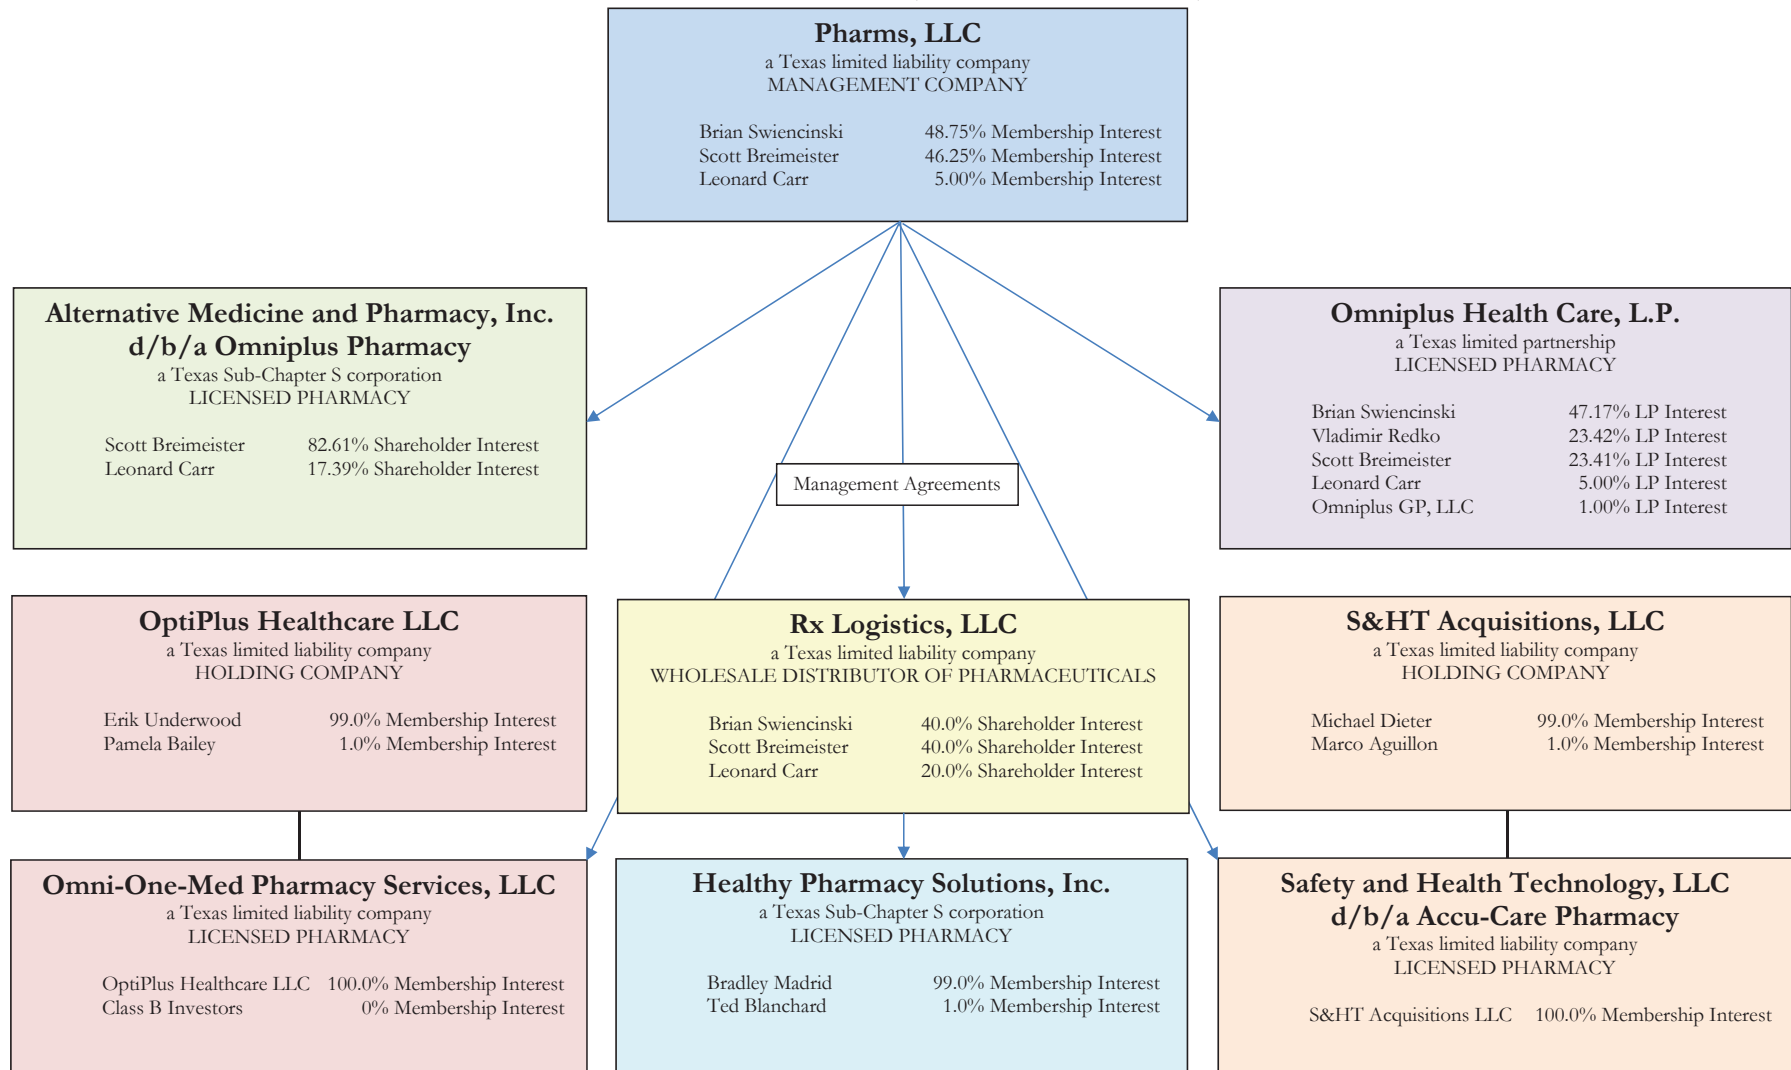 Pharms, LLC
a Texas limited liability company
MANAGEMENT COMPANY
Brian Swiencinski 48.75% Membership Interest
Scott Breimeister 46.25% Membership Interest
Leonard Carr 5.00% Membership Interest
Alternative Medicine and Pharmacy, Inc.
d/b/a Omniplus Pharmacy
a Texas Sub-Chapter S corporation
LICENSED PHARMACY
Scott Breimeister 82.61% Shareholder Interest
Leonard Carr 17.39% Shareholder Interest
Omniplus Health Care, L.P.
a Texas limited partnership
LICENSED PHARMACY
Brian Swiencinski 47.17% LP Interest
Vladimir Redko 23.42% LP Interest
Scott Breimeister 23.41% LP Interest
Leonard Carr 5.00% LP Interest
Omniplus GP, LLC 1.00% LP Interest
Management Agreements
OptiPlus Healthcare LLC
a Texas limited liability company
HOLDING COMPANY
Erik Underwood 99.0% Membership Interest
Pamela Bailey 1.0% Membership Interest
Rx Logistics, LLC
a Texas limited liability company
WHOLESALE DISTRIBUTOR OF PHARMACEUTICALS
Brian Swiencinski 40.0% Shareholder Interest
Scott Breimeister 40.0% Shareholder Interest
Leonard Carr 20.0% Shareholder Interest
S&HT Acquisitions, LLC
a Texas limited liability company
HOLDING COMPANY
Michael Dieter 99.0% Membership Interest
Marco Aguillon 1.0% Membership Interest
Omni-One-Med Pharmacy Services, LLC
a Texas limited liability company
LICENSED PHARMACY
OptiPlus Healthcare LLC 100.0% Membership Interest
Class B Investors 0% Membership Interest
Healthy Pharmacy Solutions, Inc.
a Texas Sub-Chapter S corporation
LICENSED PHARMACY
Bradley Madrid 99.0% Membership Interest
Ted Blanchard 1.0% Membership Interest
Safety and Health Technology, LLC
d/b/a Accu-Care Pharmacy
a Texas limited liability company
LICENSED PHARMACY
S&HT Acquisitions LLC 100.0% Membership Interest